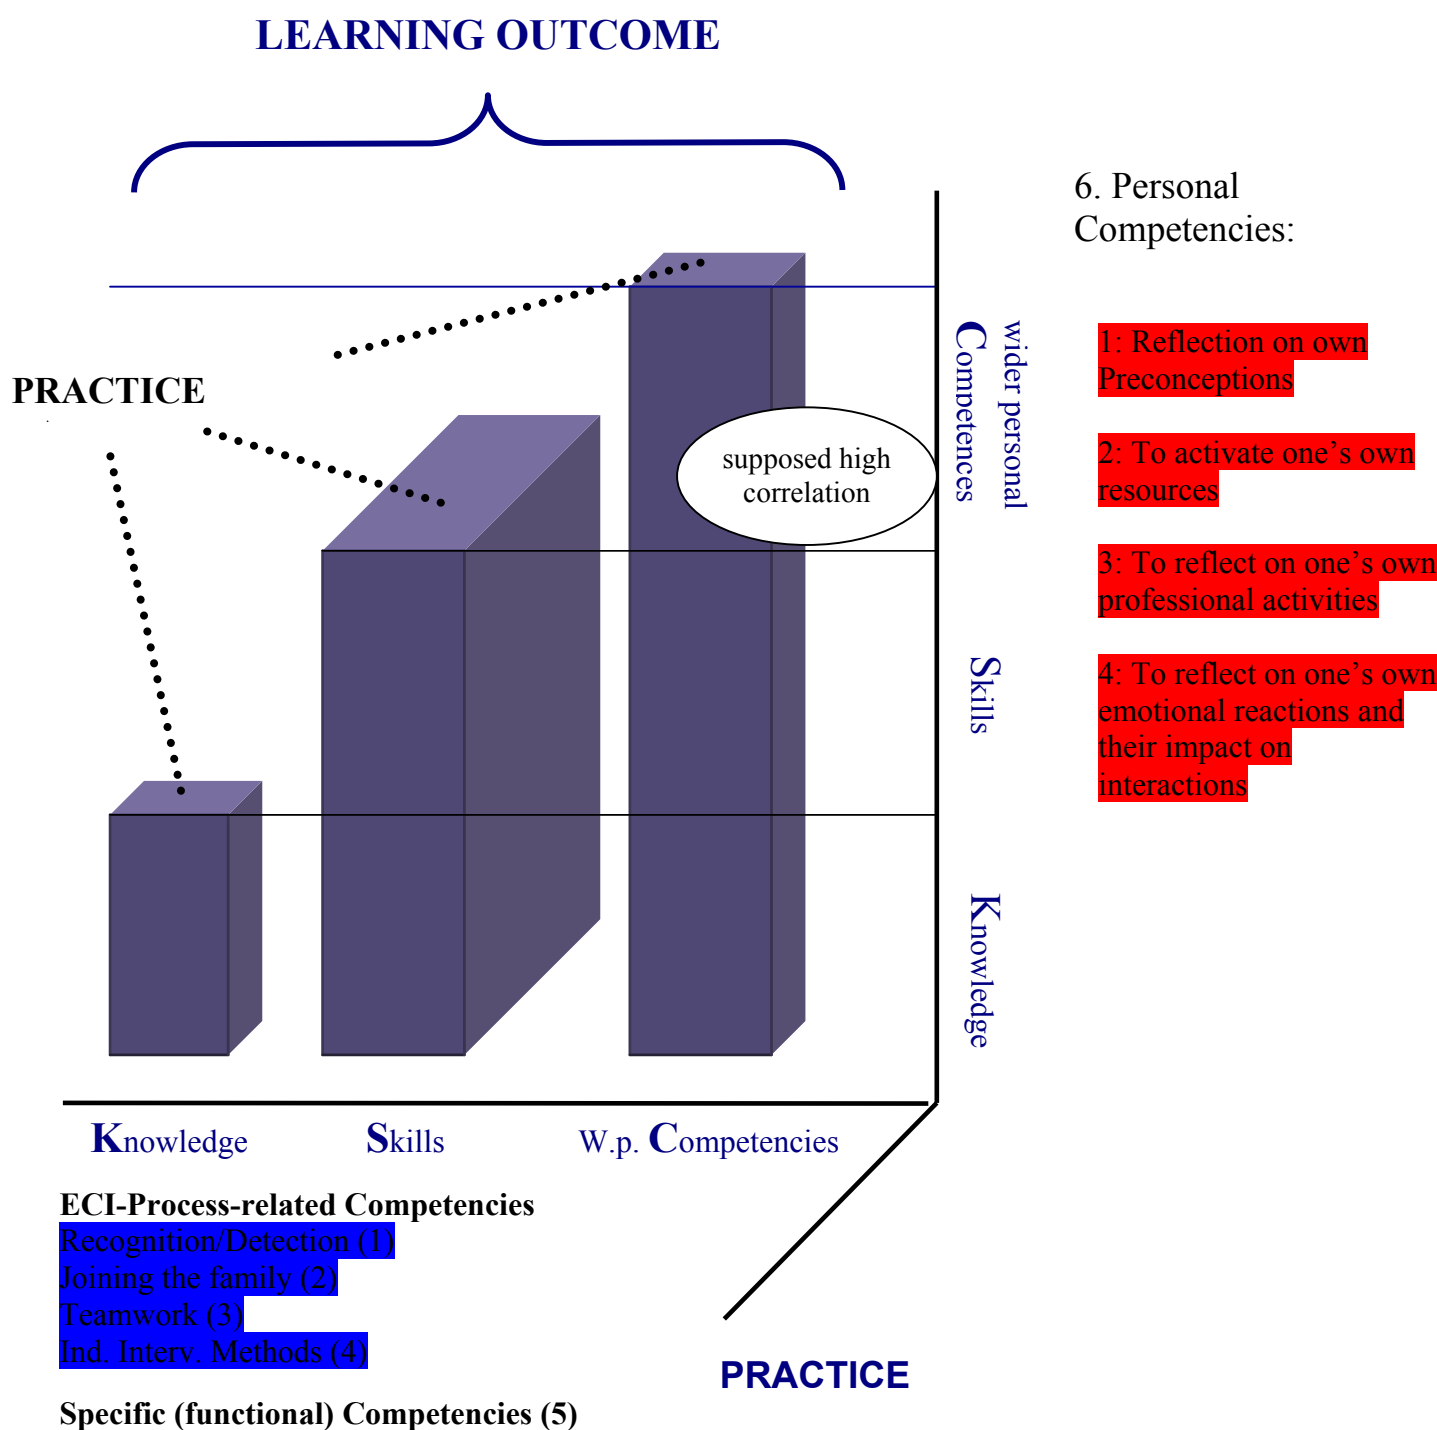 LEARNING OUTCOME
6. Personal
Competencies:
PRACTICE
wider personal
Competences
supposed high
correlation
1: Reflection on own
Preconceptions
2: To activate one’s own
resources
3: To reflect on one’s own
professional activities
4: To reflect on one’s own
emotional reactions and
their impact on
interactions
Skills
Knowledge
Knowledge
Skills
W.p. Competencies
ECI-Process-related Competencies
Recognition/Detection (1)
Joining the family (2)
Teamwork (3)
Ind. Interv. Methods (4)
PRACTICE
Specific (functional) Competencies (5)